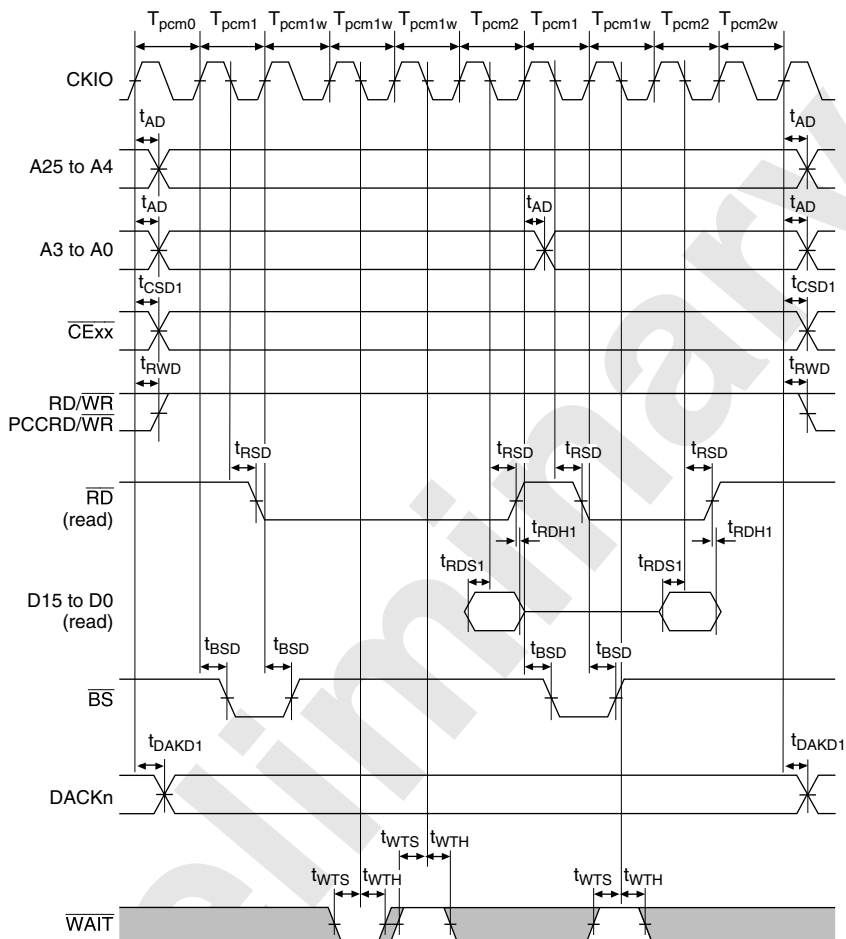 Tpcm0 Tpcm1 Tpcm1w Tpcm1w Tpcm1w Tpcm2 Tpcm1 Tpcm1w Tpcm2 Tpcm2w
CKIO
tAD tAD
A25 to A4
tAD tAD tAD
A3 to A0
tCSD1 tCSD1
CExx
tRWD tRWD
RD/WR
PCCRD/WR
tRSD tRSD tRSD tRSD
RD
(read)
tRDH1 tRDH1
tRDS1 tRDS1
D15 to D0
(read)
tBSD tBSD tBSD tBSD
BS
tDAKD1 tDAKD1
DACKn
tWTS tWTH
tWTS tWTH tWTS tWTH
WAIT
eliminary